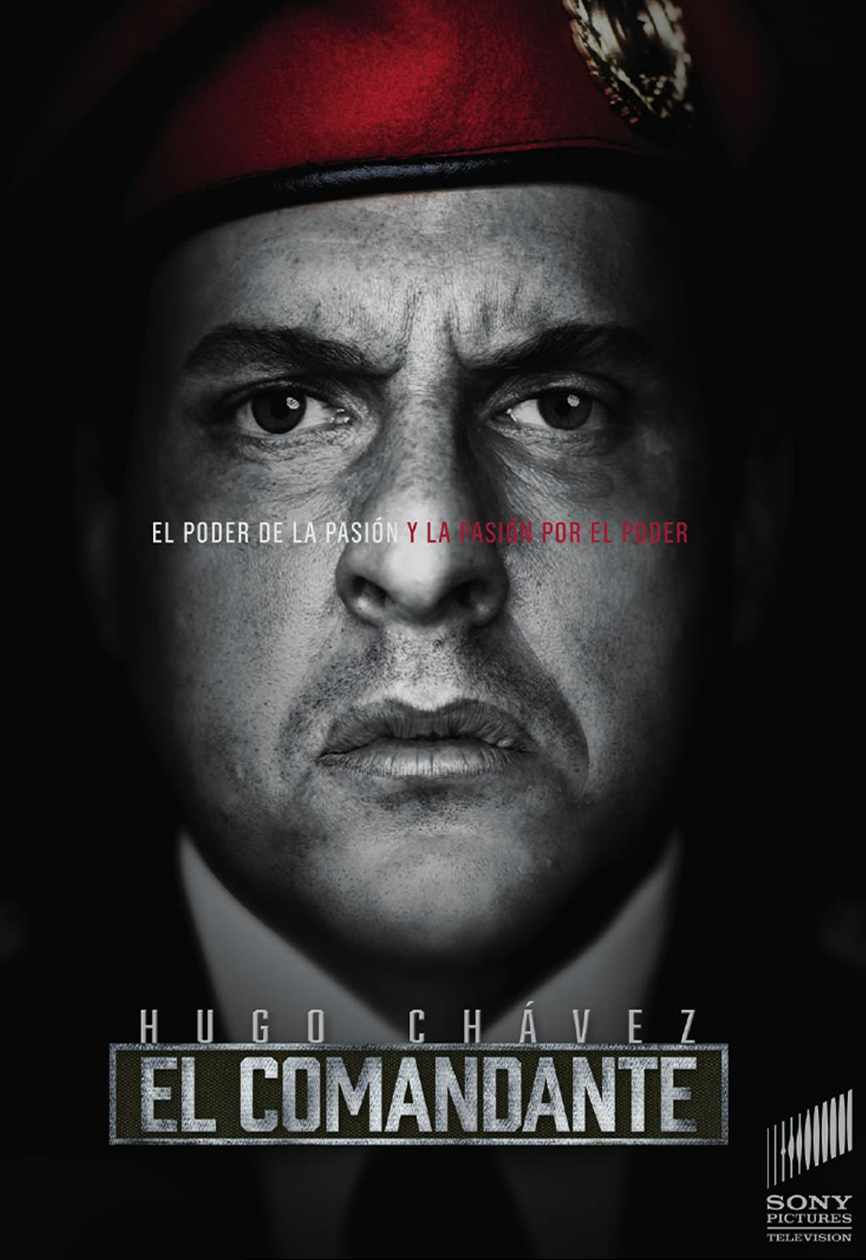 EL PODER DE LA PASIÓN Y LA PASIÓN POR EL PODER
HUGO CHÁVEZ
EL COMANDANTE
SONY
PICTURES
TELEVISION